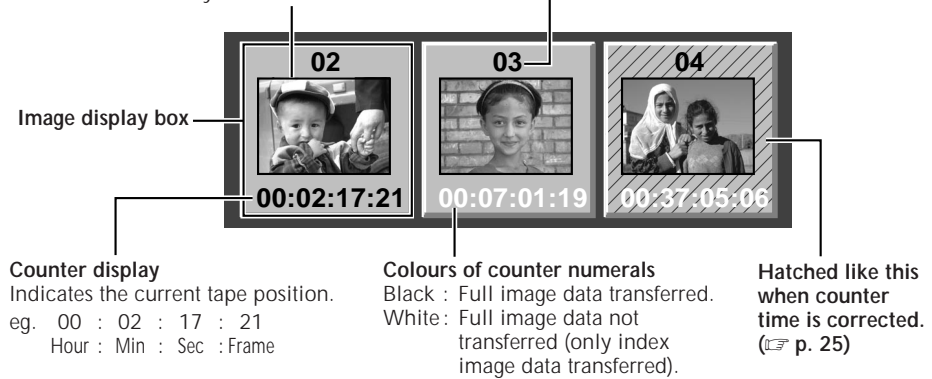 02
03
04
Image display box
00:02:17:21
00:07:01:19
00:37:05:06
Counter display
Indicates the current tape position.
eg. 00 : 02 : 17 : 21
Hour : Min : Sec : Frame
Colours of counter numerals
Black : Full image data transferred.
White : Full image data not
transferred (only index
image data transferred).
Hatched like this
when counter
time is corrected.
(☞ p. 25)